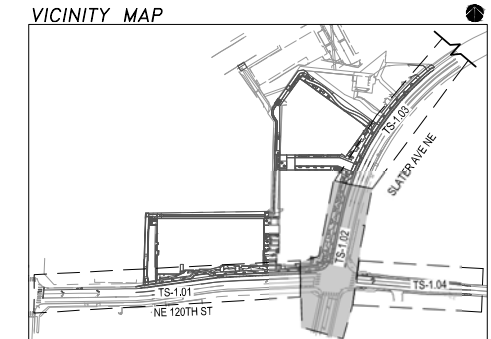 VICINITY MAP
TS-1.03
SLATER AVE NE
TS-1.02
TS-1.04
TS-1.01
NE 120TH ST